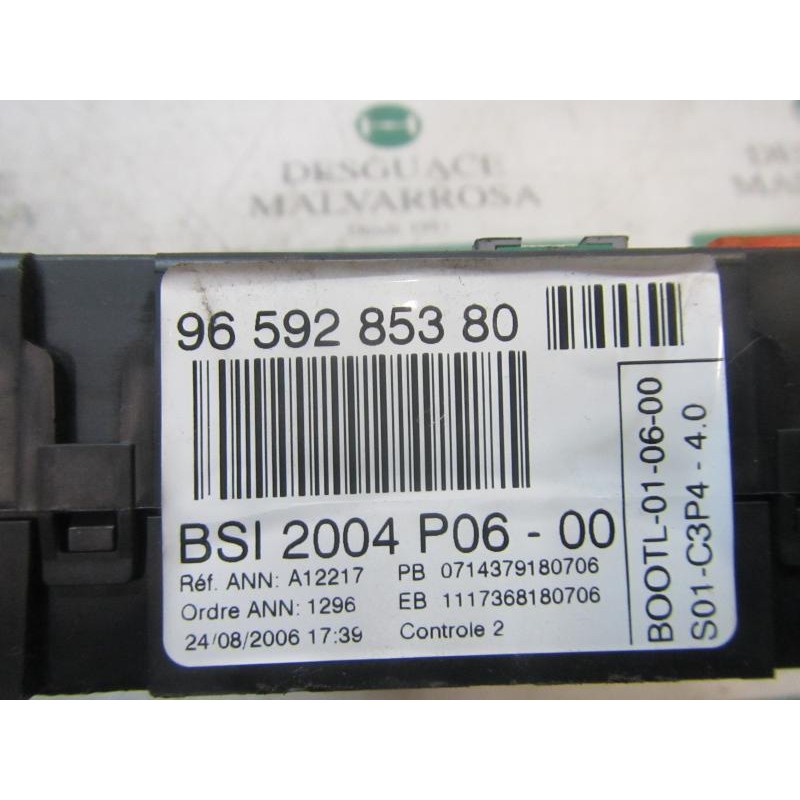 DESGUACE
MALVARROSA
96 592 853 80
BSI 2004 P06 - 00
Réf. ANN: A12217 PB 0714379180706
Ordre ANN: 1296 EB 1117368180706
24/08/2006 17:39 Controle 2
BOOTL-01-06-00
S01-C3P4 - 4.0